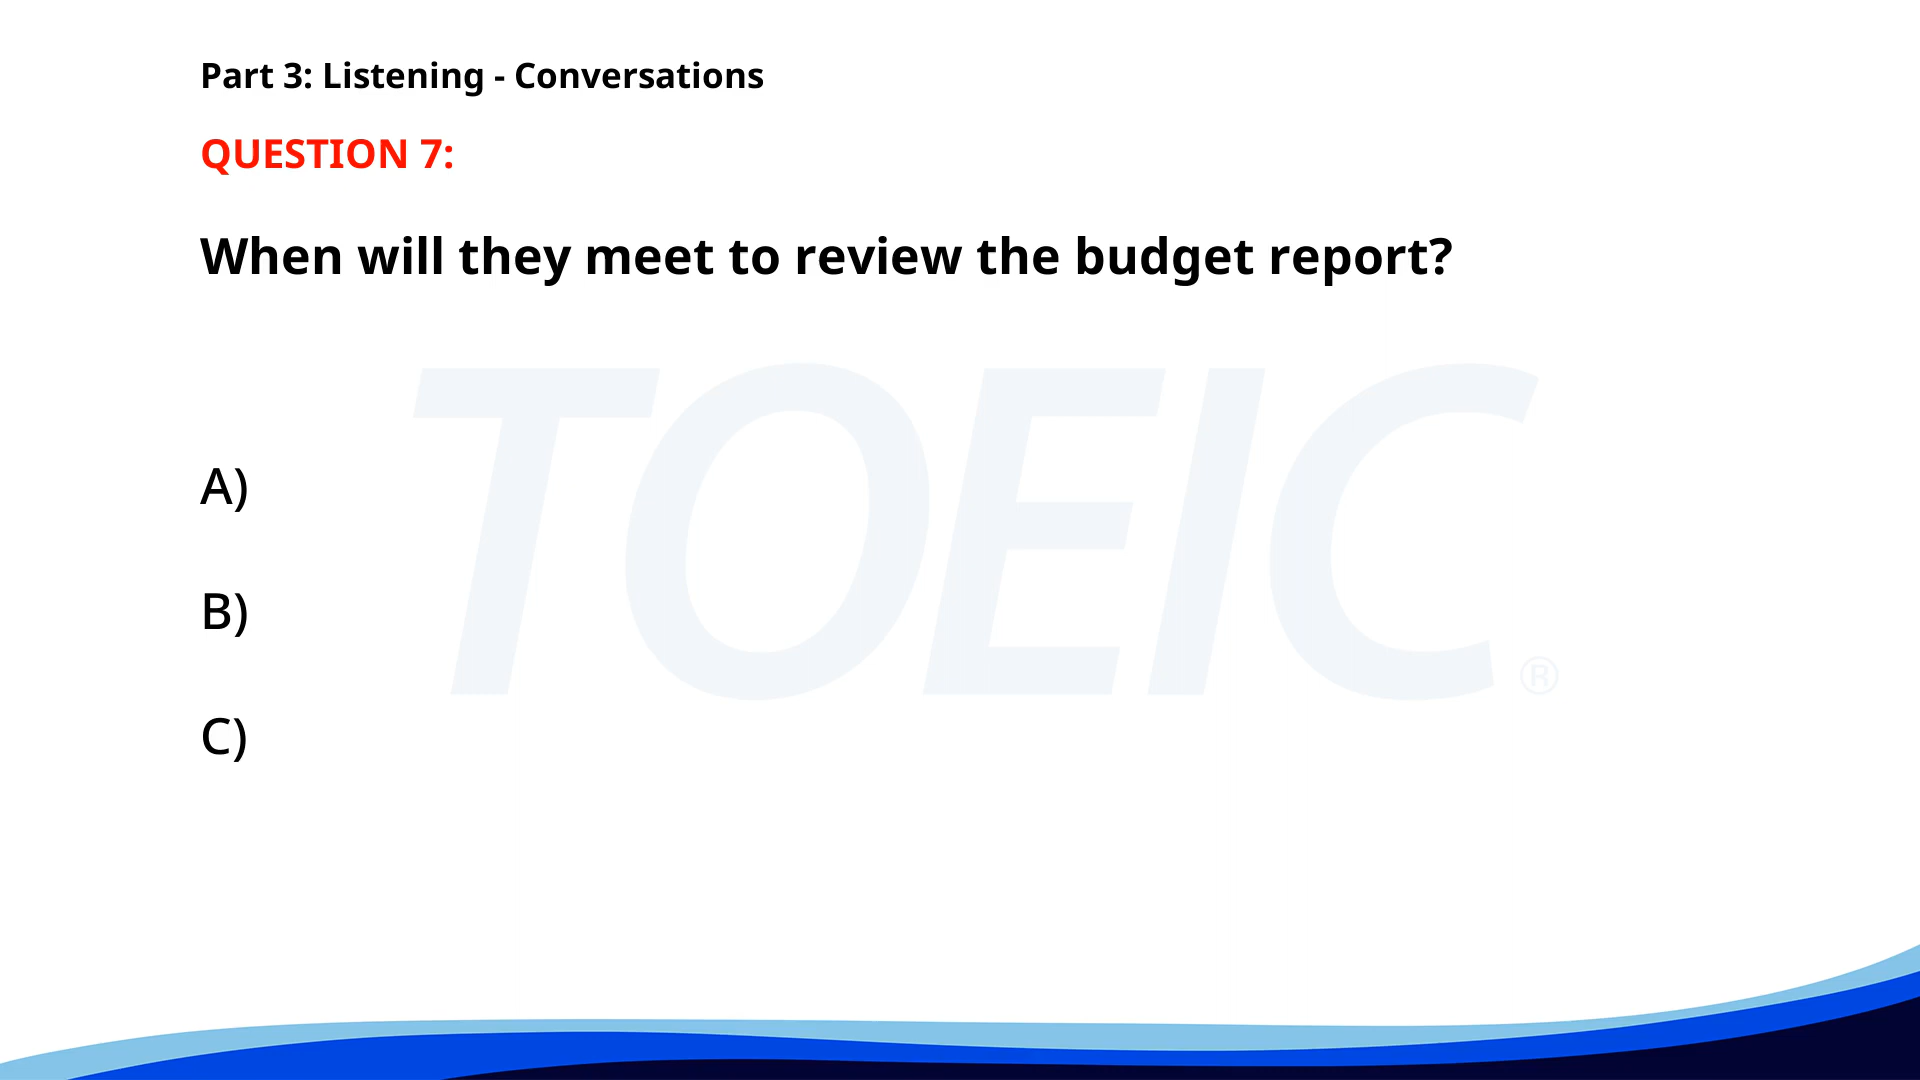 Part 3: Listening - Conversations
QUESTION 7:
When will they meet to review the budget report?
TOEIC®
A)
B)
C)